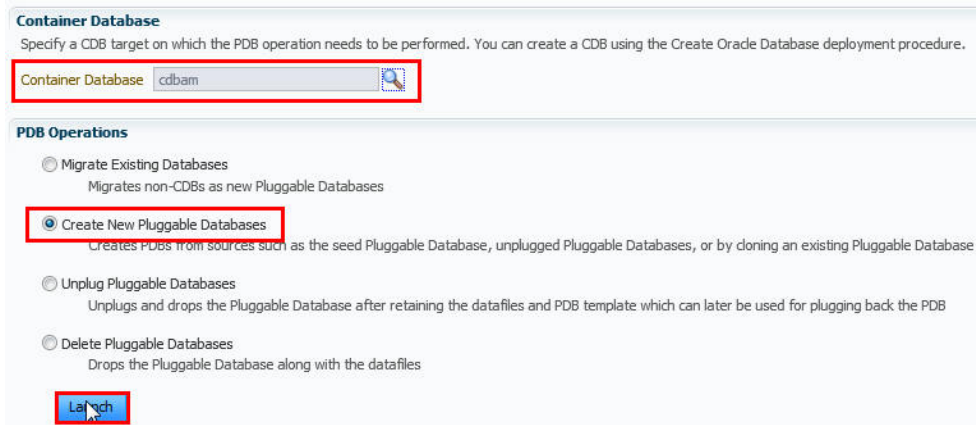 Container Database
Specify a CDB target on which the PDB operation needs to be performed. You can create a CDB using the Create Oracle Database deployment procedure.
Container Database cdbam
PDB Operations
Migrate Existing Databases
Migrates non-CDBs as new Pluggable Databases
Create New Pluggable Databases
Creates PDBs from sources such as the seed Pluggable Database, unplugged Pluggable Databases, or by cloning an existing Pluggable Database
Unplug Pluggable Databases
Unplugs and drops the Pluggable Database after retaining the datafiles and PDB template which can later be used for plugging back the PDB
Delete Pluggable Databases
Drops the Pluggable Database along with the datafiles
Launch